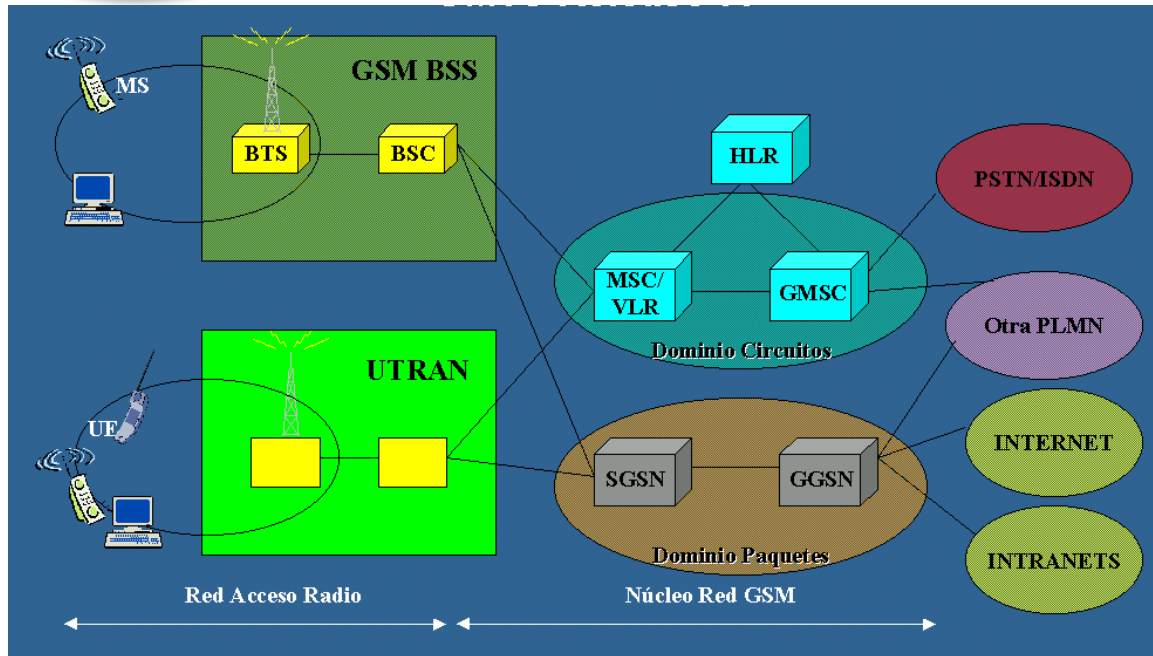 GSM BSS
MS
BTS
BSC
HLR
PSTN/ISDN
MSC/
VLR
GMSC
Otra PLMN
Dominio Circuitos
UTRAN
UE
INTERNET
SGSN
GGSN
Dominio Paquetes
INTRANETS
Red Acceso Radio
Núcleo Red GSM